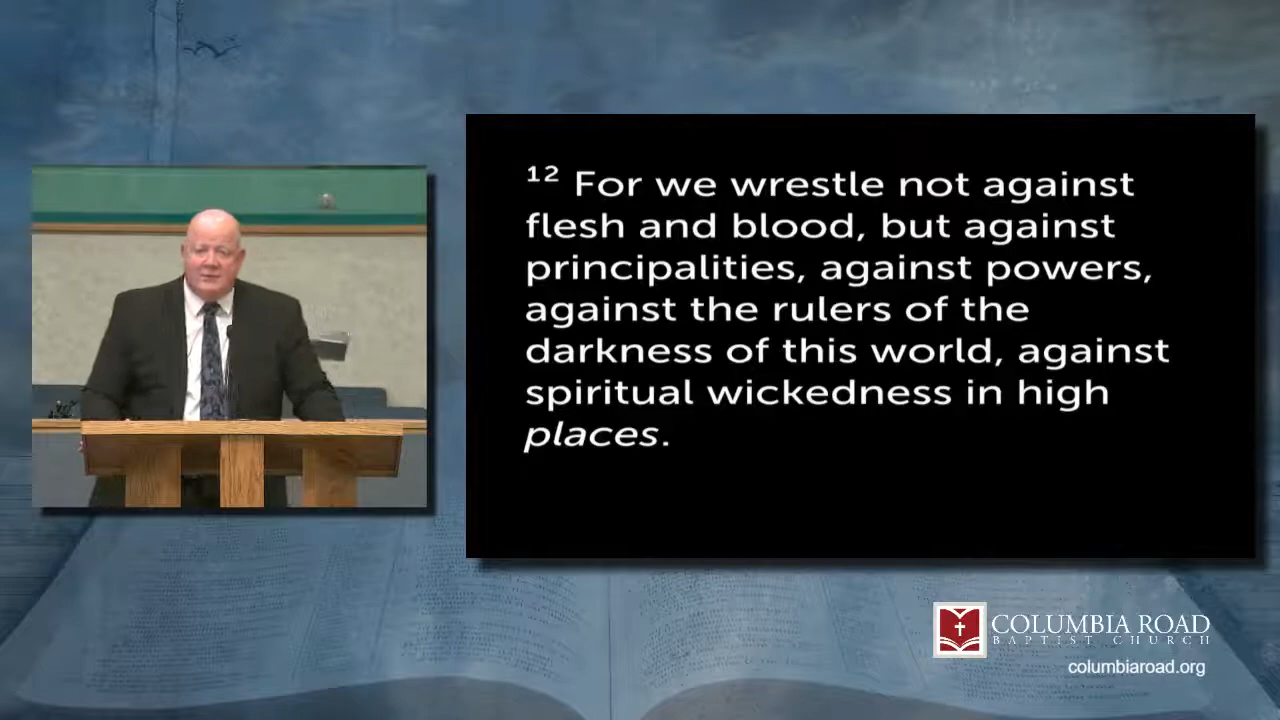 ¹² For we wrestle not against
flesh and blood, but against
principalities, against powers,
against the rulers of the
darkness of this world, against
spiritual wickedness in high
places.
COLUMBIA ROAD
BAPTIST CHURCH
columbiaroad.org